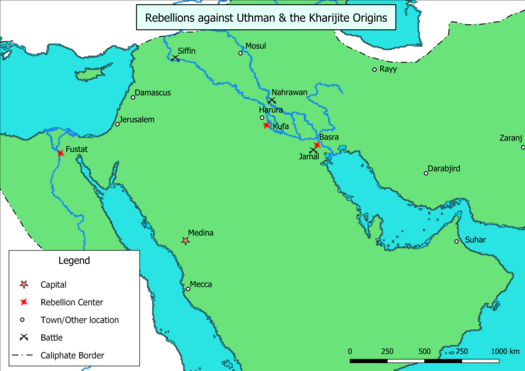 Rebellions against Uthman & the Kharijite Origins
Siffin
Mosul
Rayy
Damascus
Nahrawan
Harura
Jerusalem
Kufa
Basra
Zaranj
Fustat
Jamal
Darabjird
Medina
Suhar
Mecca
Legend
Capital
Rebellion Center
Town/Other location
Battle
Caliphate Border
0 250 500 750 1000 km